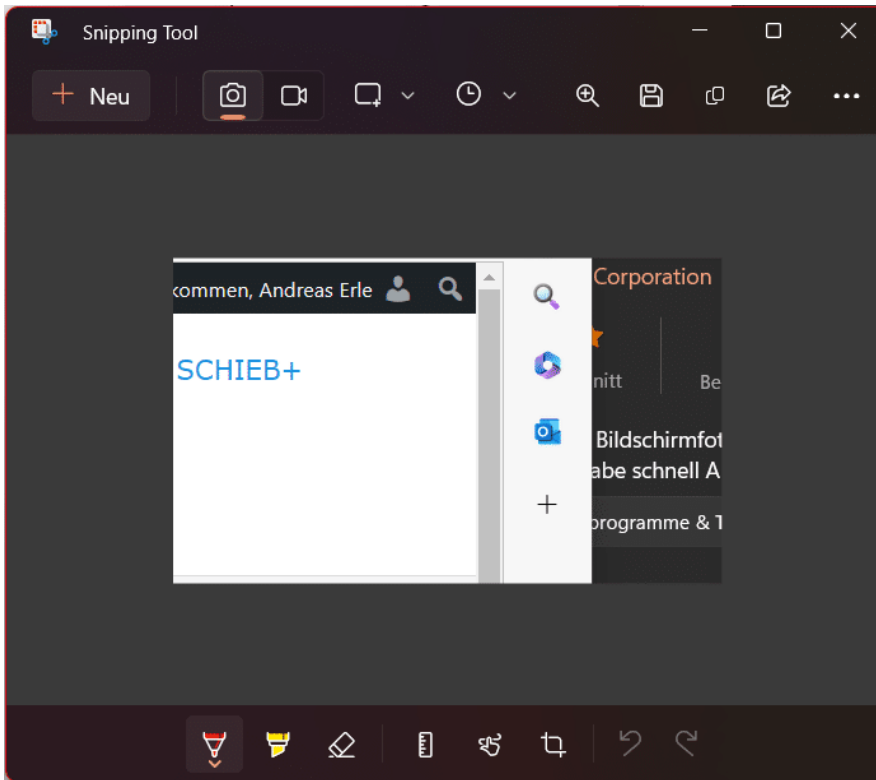 Snipping Tool
Neu
kommen, Andreas Erle
SCHIEB+
Corporation
nitt
Be
Bildschirmfot
abe schnell A
programme & T